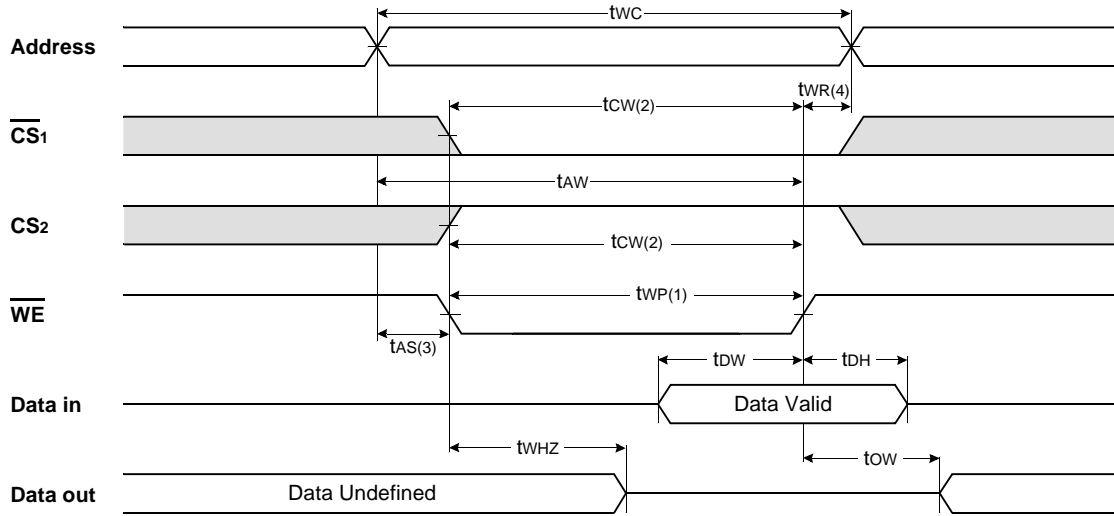 tWC
Address
tCW(2)
tWR(4)
CS1
tAW
CS2
tCW(2)
tWP(1)
WE
tAS(3)
tDW
tDH
Data in
Data Valid
tWHZ
tOW
Data out
Data Undefined